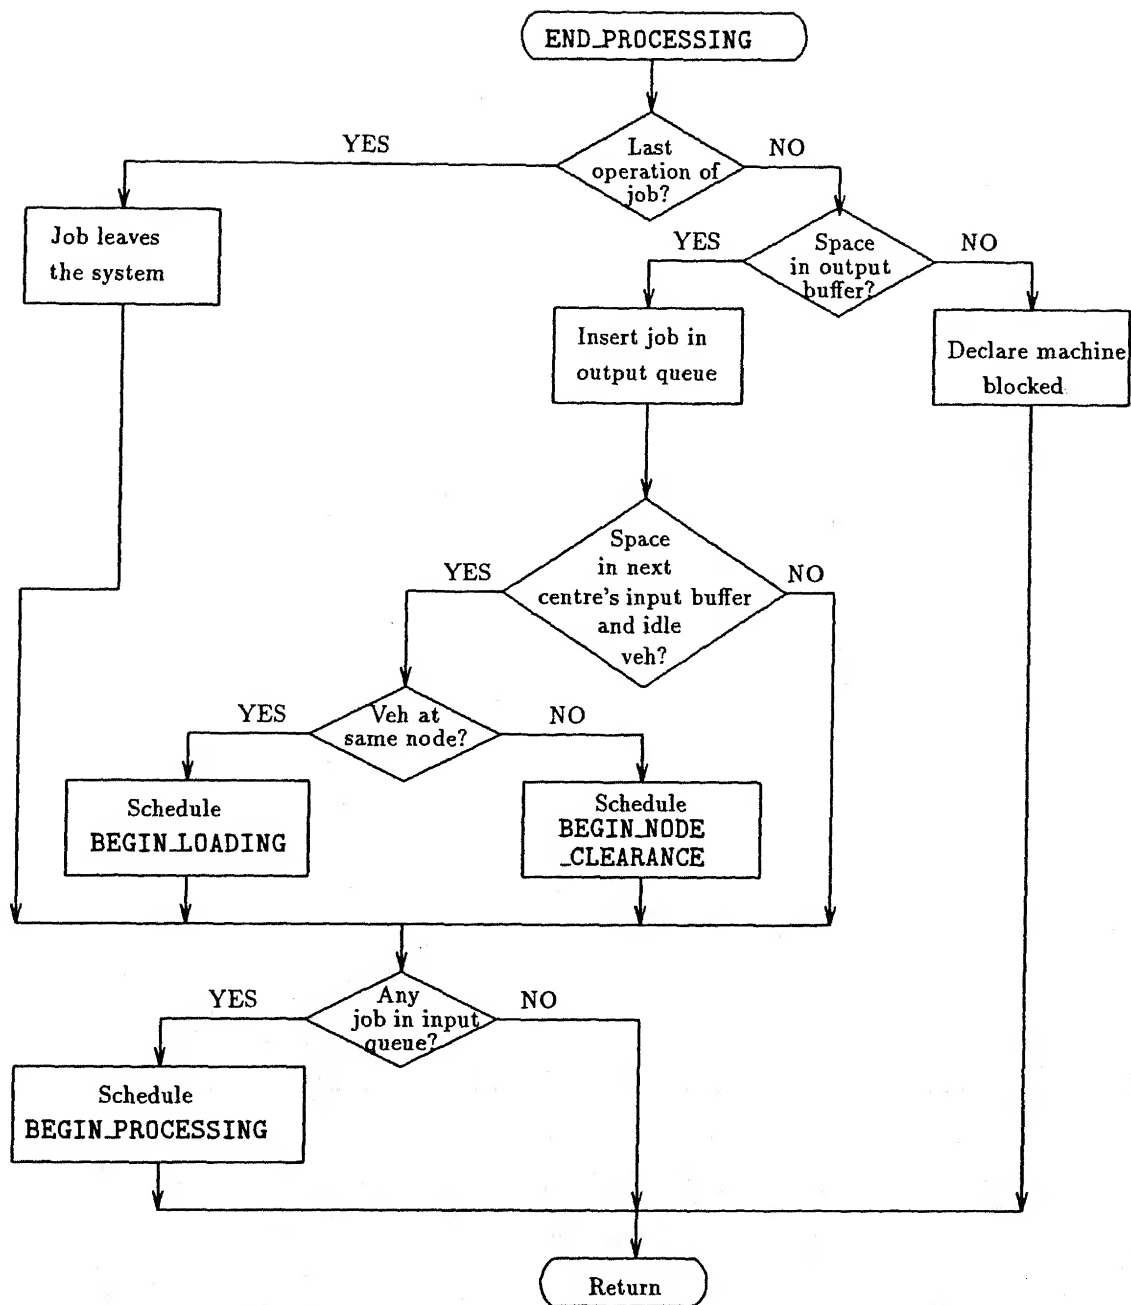 END_PROCESSING
YES
Last
operation of
job?
NO
Job leaves
the system
YES
Space
in output
buffer?
NO
Insert job in
output queue
Declare machine
blocked
Space
in next
centre's input buffer
and idle
veh?
YES
NO
YES
Veh at
same node?
NO
Schedule
BEGIN_LOADING
Schedule
BEGIN_NODE
_CLEARANCE
YES
Any
job in input
queue?
NO
Schedule
BEGIN_PROCESSING
Return